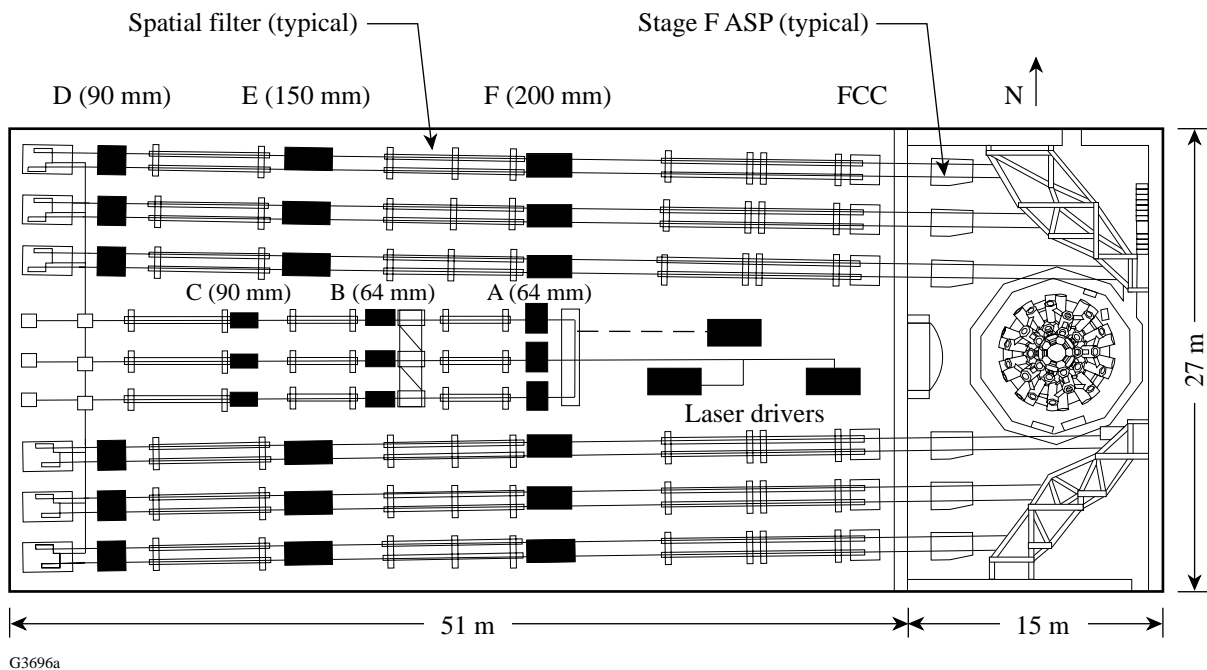 Spatial filter (typical)
Stage F ASP (typical)
D (90 mm)
E (150 mm)
F (200 mm)
FCC
N
C (90 mm)
B (64 mm)
A (64 mm)
Laser drivers
27 m
51 m
15 m
G3696a